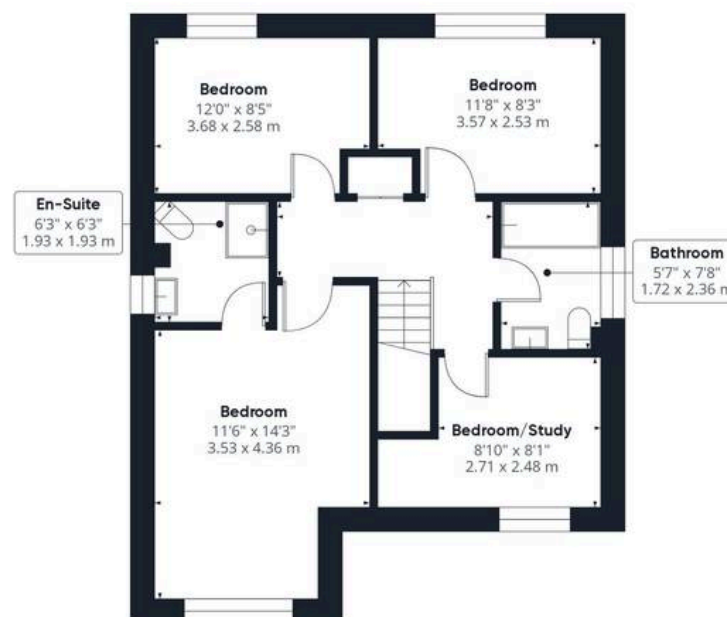 Bedroom
12'0" x 8'5"
3.68 x 2.58 m
Bedroom
11'8" x 8'3"
3.57 x 2.53 m
En-Suite
6'3" x 6'3"
1.93 x 1.93 m
Bathroom
5'7" x 7'8"
1.72 x 2.36 m
Bedroom
11'6" x 14'3"
3.53 x 4.36 m
Bedroom/Study
8'10" x 8'1"
2.71 x 2.48 m